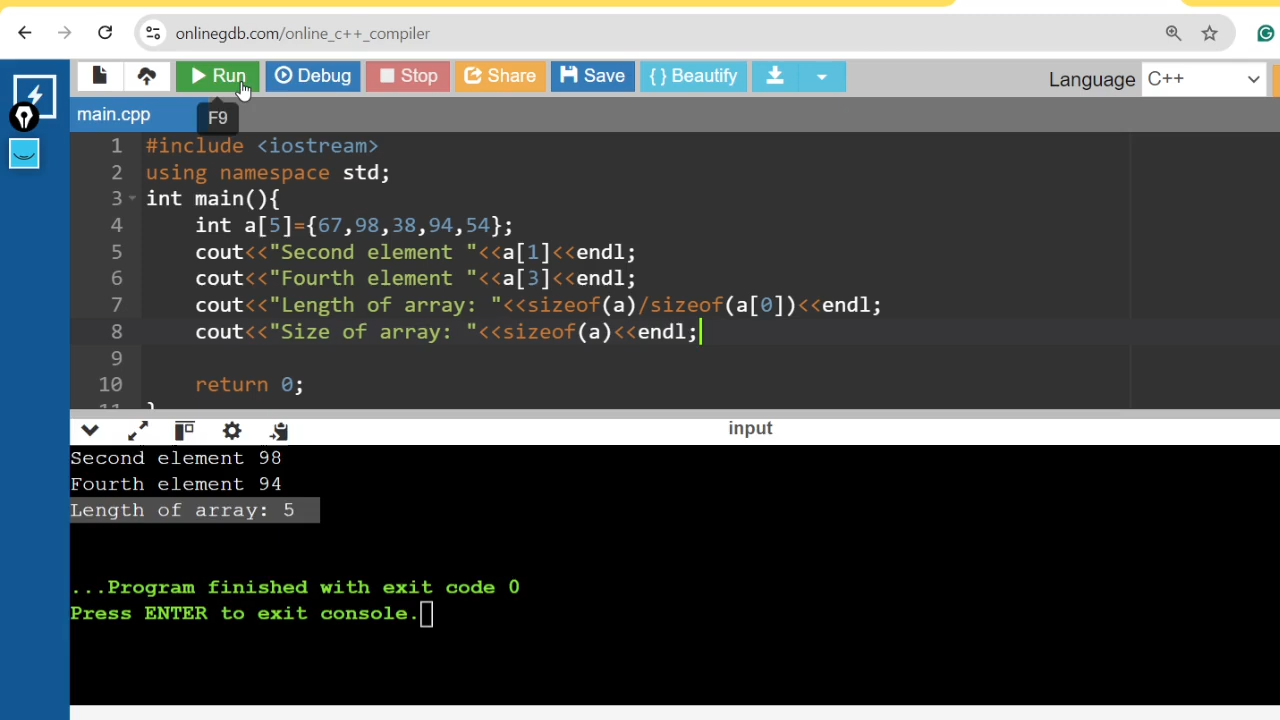 onlinegdb.com/online_c++_compiler
Run Debug Stop Share Save { } Beautify Language C++
main.cpp F9
1 #include <iostream>
2 using namespace std;
3 int main(){
4 int a[5]={67,98,38,94,54};
5 cout<<"Second element "<<a[1]<<endl;
6 cout<<"Fourth element "<<a[3]<<endl;
7 cout<<"Length of array: "<<sizeof(a)/sizeof(a[0])<<endl;
8 cout<<"Size of array: "<<sizeof(a)<<endl;
9
10 return 0;
11 }
input
Second element 98
Fourth element 94
Length of array: 5
...Program finished with exit code 0
Press ENTER to exit console.